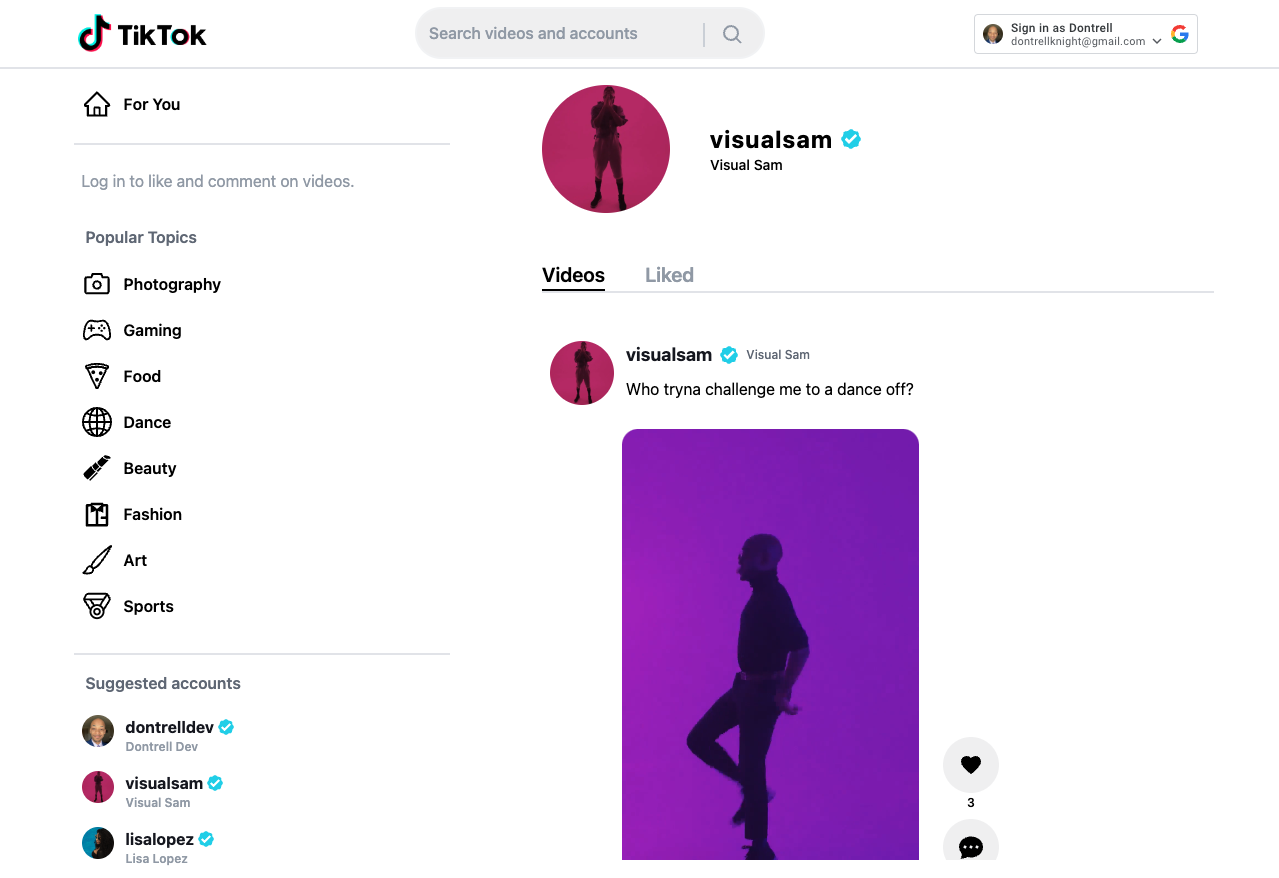 TikTok
Search videos and accounts
Sign in as Dontrell
dontrellknight@gmail.com
For You
Log in to like and comment on videos.
Popular Topics
Photography
Gaming
Food
Dance
Beauty
Fashion
Art
Sports
Suggested accounts
dontrelldev
Dontrell Dev
visualsam
Visual Sam
lisalopez
Lisa Lopez
visualsam
Visual Sam
Videos Liked
visualsam Visual Sam
Who tryna challenge me to a dance off?
3